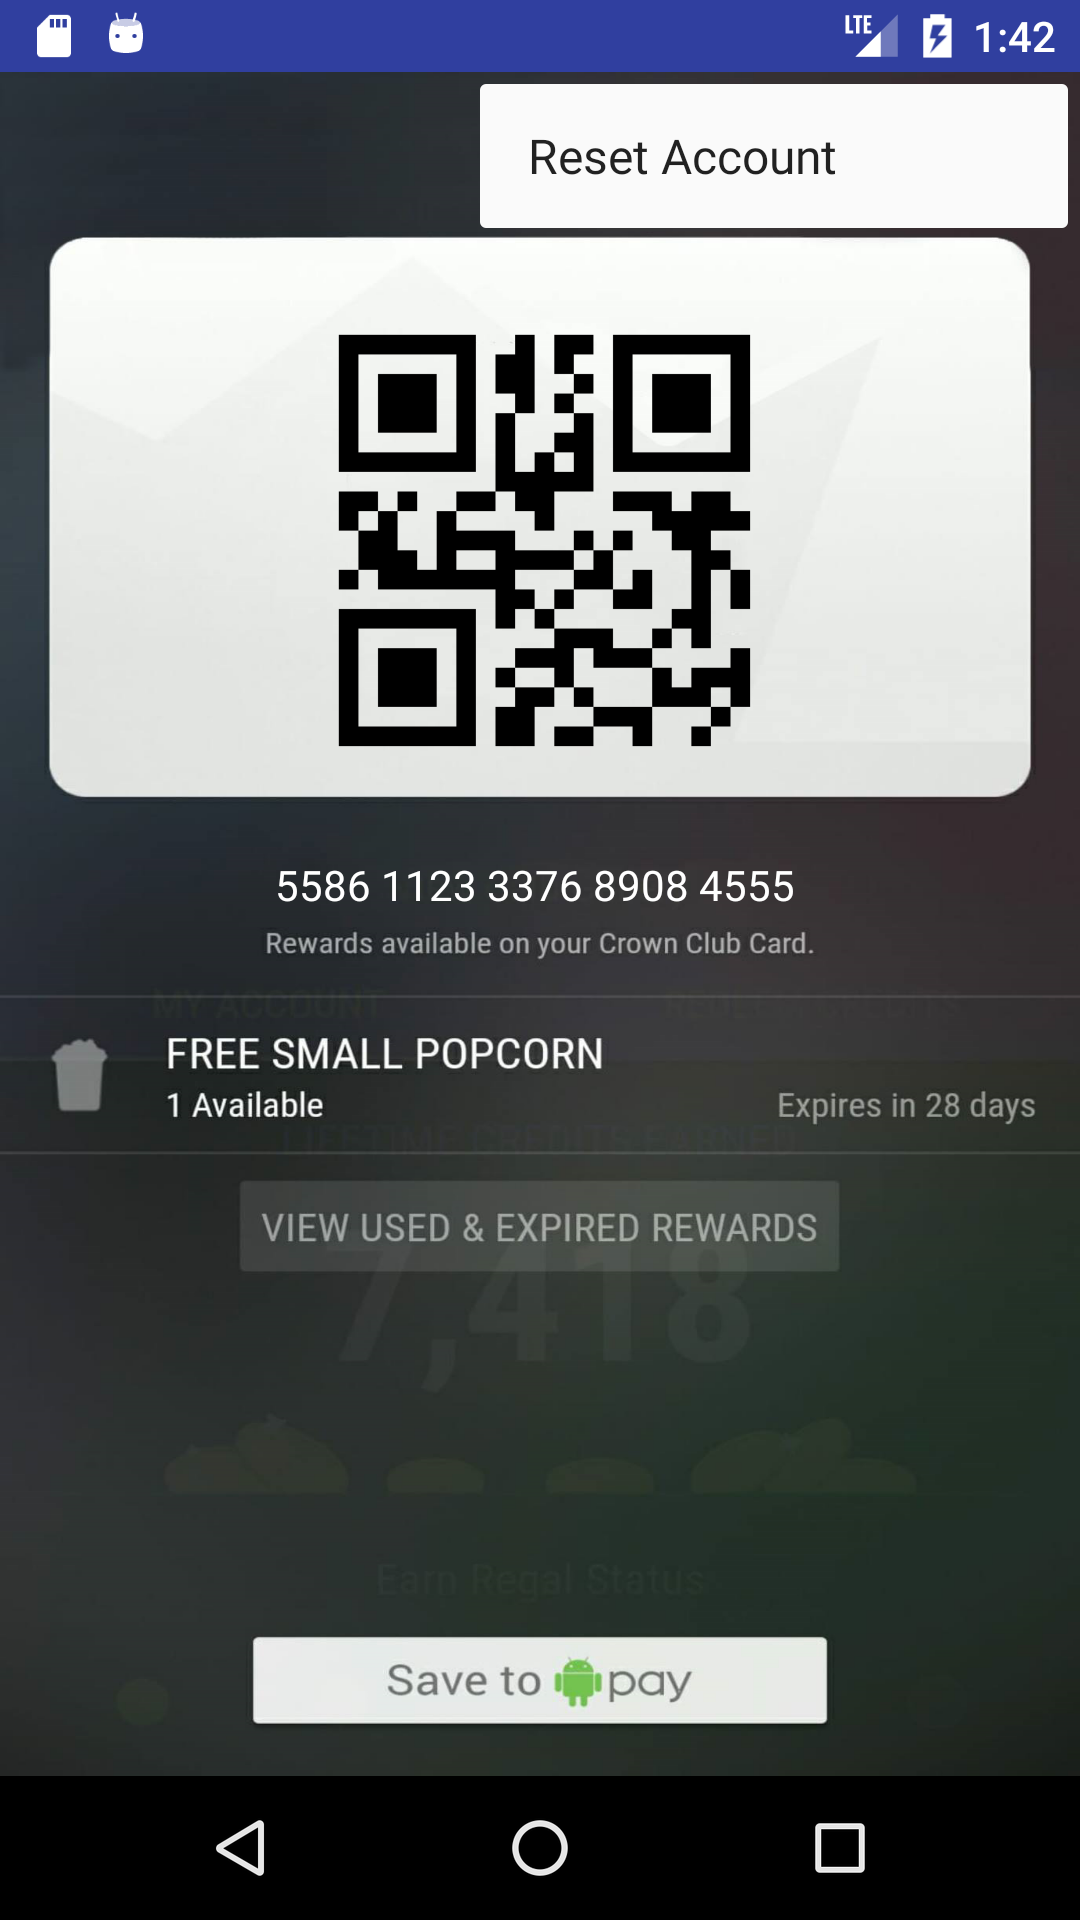 LTE 1:42
Reset Account
5586 1123 3376 8908 4555
Rewards available on your Crown Club Card.
MY ACCOUNT REDEEM CREDITS
FREE SMALL POPCORN
1 Available Expires in 28 days
LIFETIME CREDITS EARNED
VIEW USED & EXPIRED REWARDS
7,418
Earn Regal Status
Save to pay